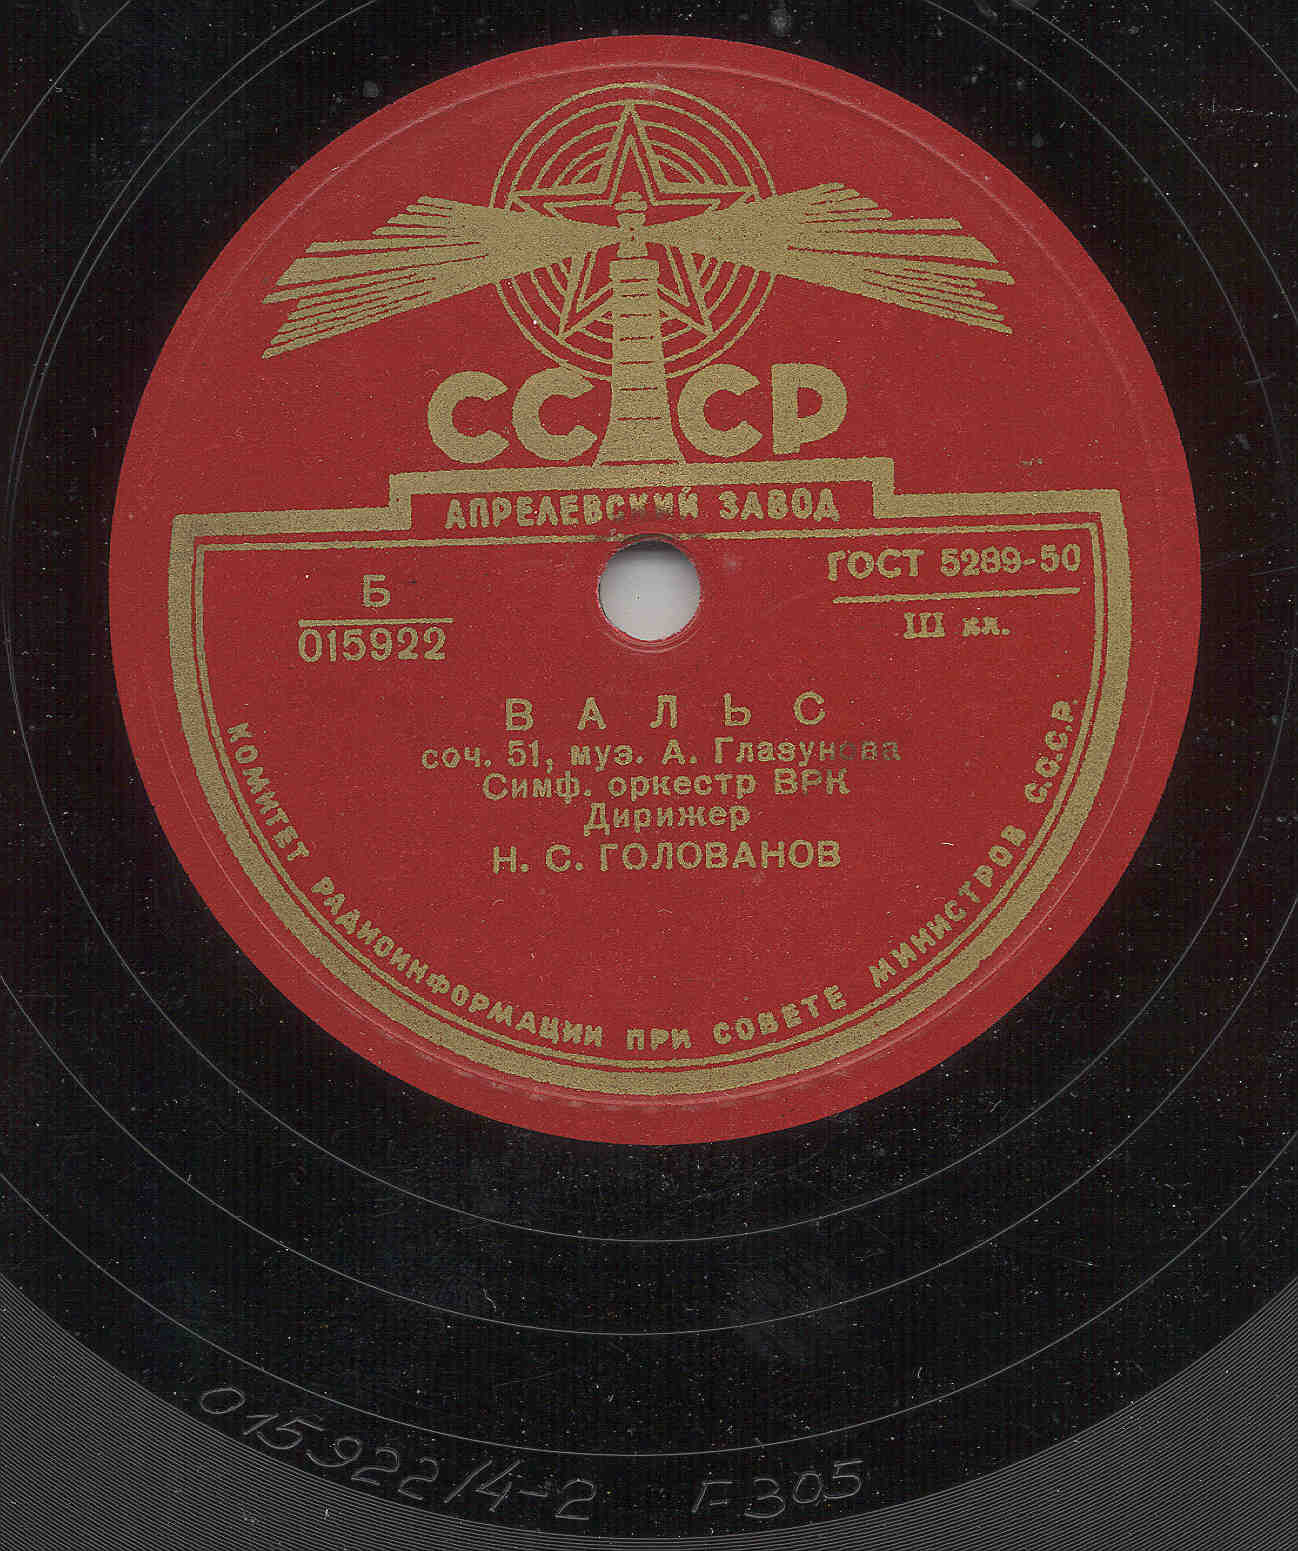 СССР
АПРЕЛЕВСКИЙ ЗАВОД
Б
015922
ГОСТ 5289-50
III кл.
ВАЛЬС
соч. 51, муз. А. Глазунова
Симф. оркестр ВРК
Дирижер
Н. С. ГОЛОВАНОВ
КОМИТЕТ РАДИОИНФОРМАЦИИ ПРИ СОВЕТЕ МИНИСТРОВ С.С.С.Р.
015922/4-2 Г305